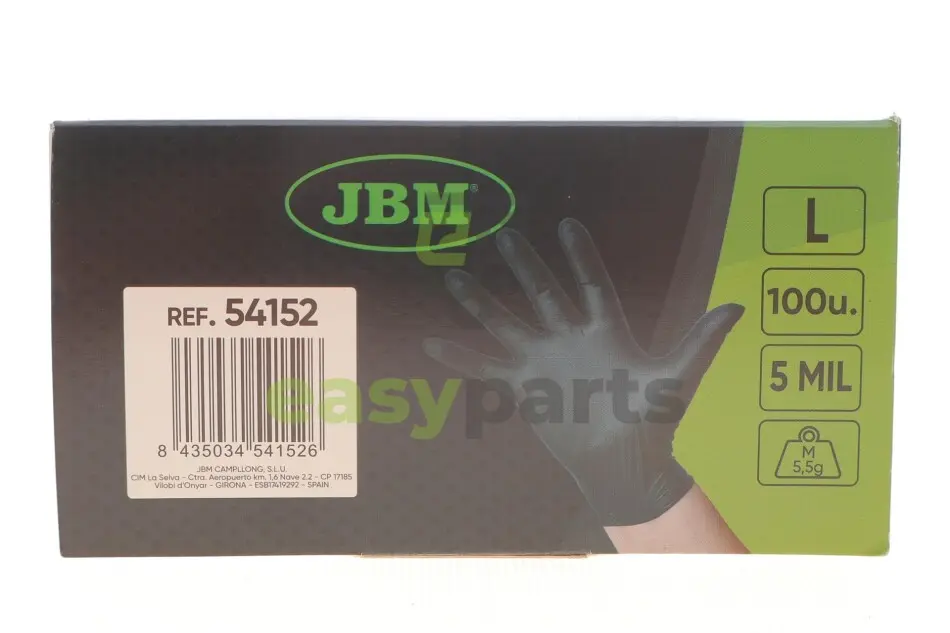 JBM®
REF. 54152
8 435034 541526
JBM CAMPLLONG, S.L.U.
CIM La Selva - Ctra. Aeropuerto km. 1,6 Nave 2.2 - CP 17185
Vilobi d'Onyar - GIRONA - ESB17419292 - SPAIN
L
100u.
5 MIL
M
5,5g
easyparts